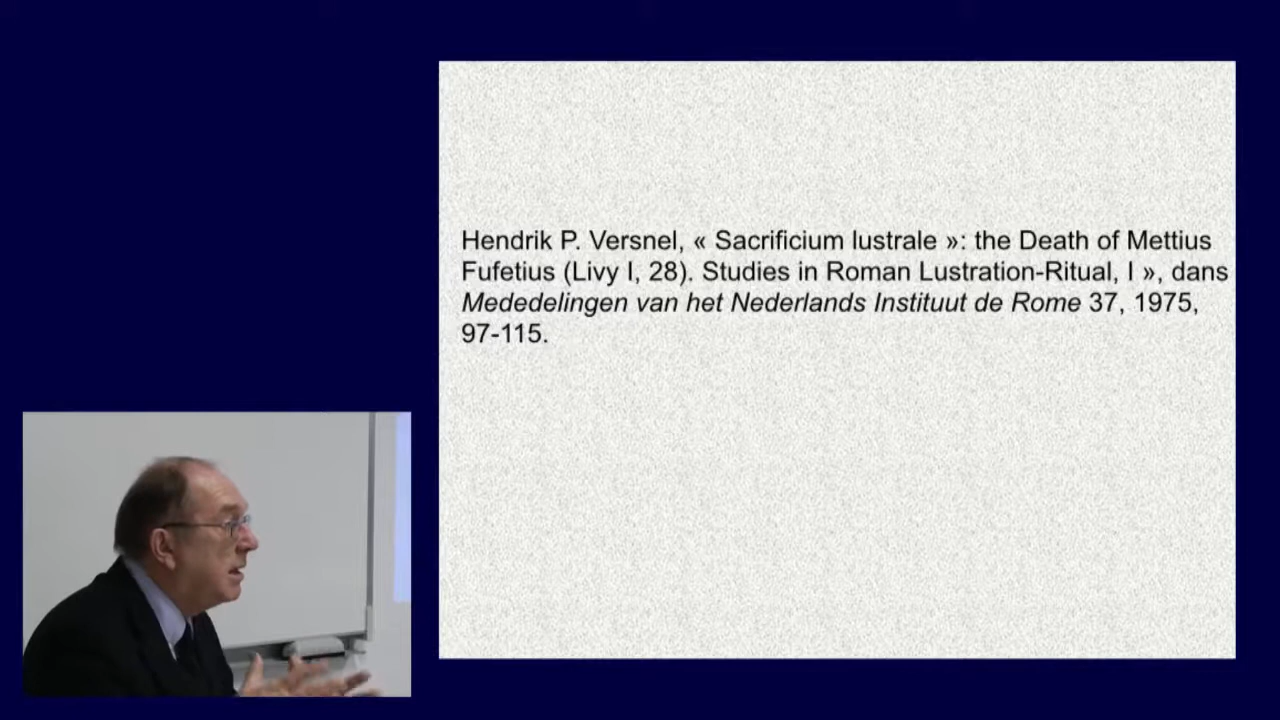 Hendrik P. Versnel, « Sacrificium lustrale »: the Death of Mettius
Fufetius (Livy I, 28). Studies in Roman Lustration-Ritual, I », dans
Mededelingen van het Nederlands Instituut de Rome 37, 1975,
97-115.